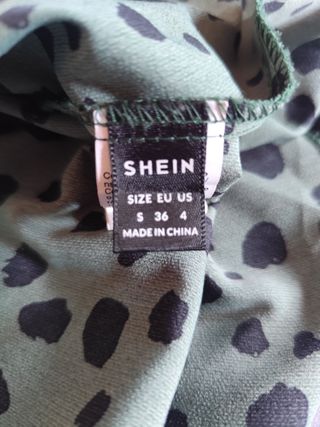 SHEIN
SIZE EU US
S 36 4
MADE IN CHINA